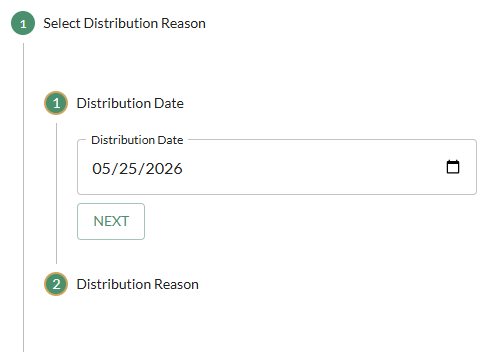 1 Select Distribution Reason
1 Distribution Date
Distribution Date
05/25/2026
NEXT
2 Distribution Reason